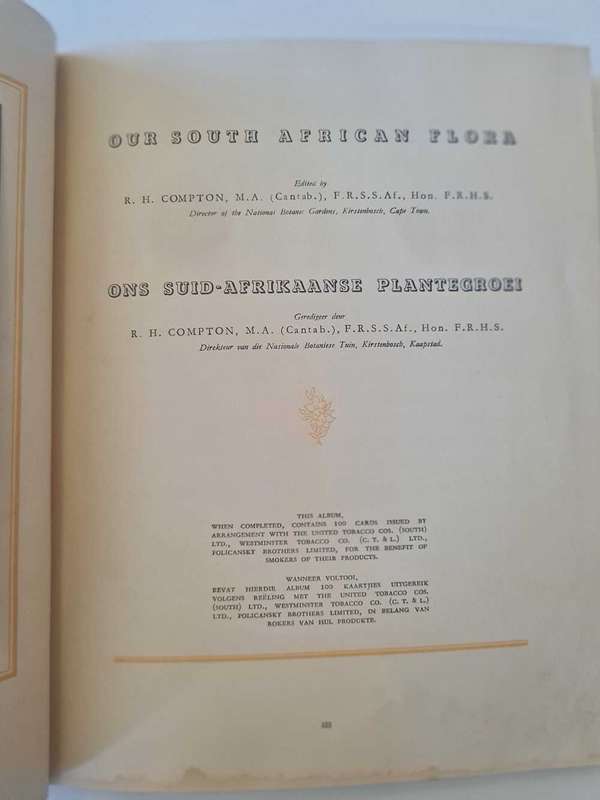 OUR SOUTH AFRICAN FLORA
Edited by
R. H. COMPTON, M.A. (Cantab.), F.R.S.S.Af., Hon. F.R.H.S.
Director of the National Botanic Gardens, Kirstenbosch, Cape Town.
ONS SUID-AFRIKAANSE PLANTEGROEI
Geredigeer deur
R. H. COMPTON, M.A. (Cantab.), F.R.S.S.Af., Hon. F.R.H.S.
Direkteur van die Nasionale Botaniese Tuin, Kirstenbosch, Kaapstad.
THIS ALBUM,
WHEN COMPLETED, CONTAINS 100 CARDS ISSUED BY
ARRANGEMENT WITH THE UNITED TOBACCO COS. (SOUTH)
LTD., WESTMINSTER TOBACCO CO. (C. T. & L.) LTD.,
POLICANSKY BROTHERS LIMITED, FOR THE BENEFIT OF
SMOKERS OF THEIR PRODUCTS.
WANNEER VOLTOOI,
BEVAT HIERDIE ALBUM 100 KAARTJIES UITGEREIK
VOLGENS REËLING MET THE UNITED TOBACCO COS.
(SOUTH) LTD., WESTMINSTER TOBACCO CO. (C. T. & L.)
LTD., POLICANSKY BROTHERS LIMITED, IN BELANG VAN
ROKERS VAN HUL PRODUKTE.